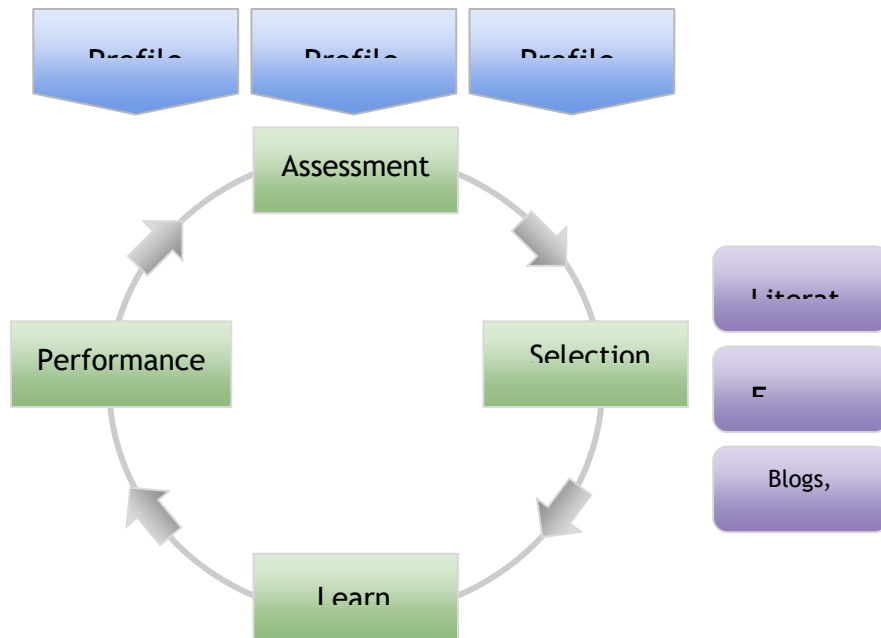 Profile Profile Profile
Assessment
Performance
Selection
Learn
Blogs,